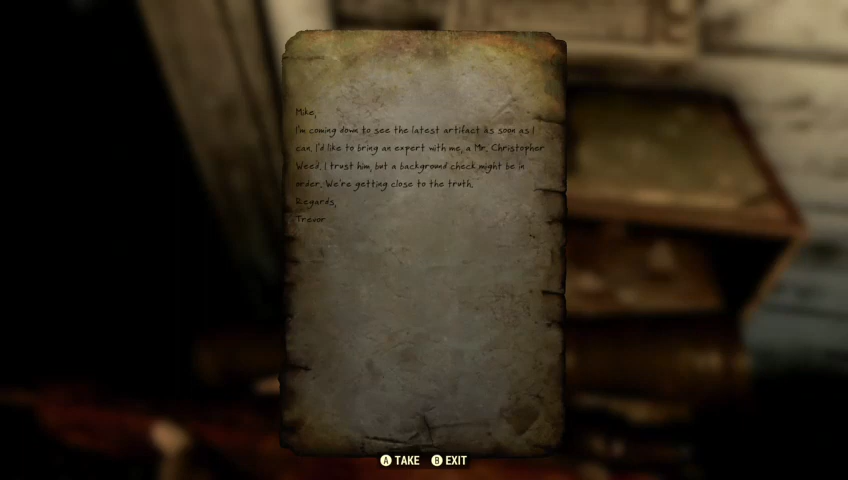 Mike,
I'm coming down to see the latest artifact as soon as I
can. I'd like to bring an expert with me, a Mr. Christopher
Weed. I trust him, but a background check might be in
order. We're getting close to the truth.
Regards,
Trevor
A TAKE B EXIT